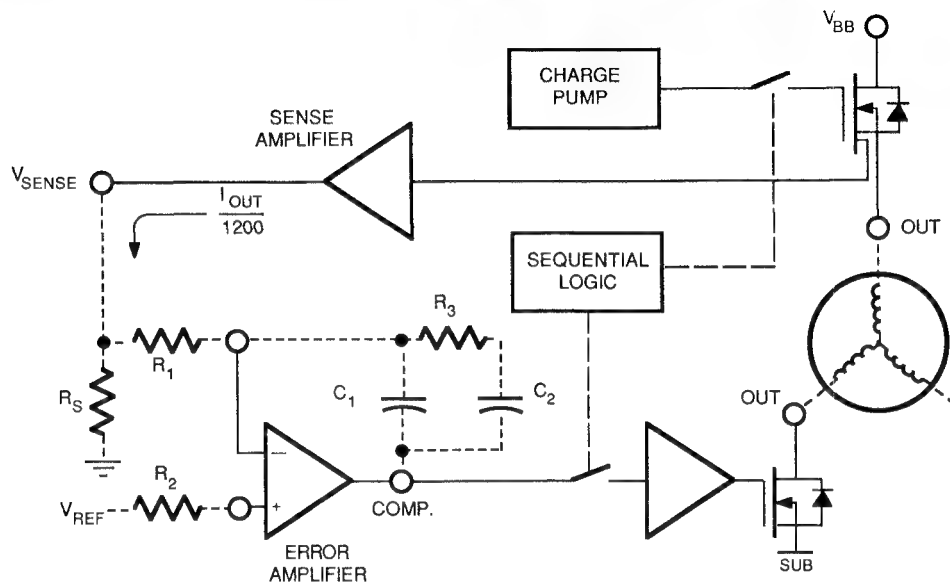 V_BB
CHARGE
PUMP
SENSE
AMPLIFIER
V_SENSE
I_OUT
1200
OUT
SEQUENTIAL
LOGIC
R_3
R_1
R_S
C_1
C_2
OUT
R_2
V_REF
−
+
COMP.
ERROR
AMPLIFIER
SUB